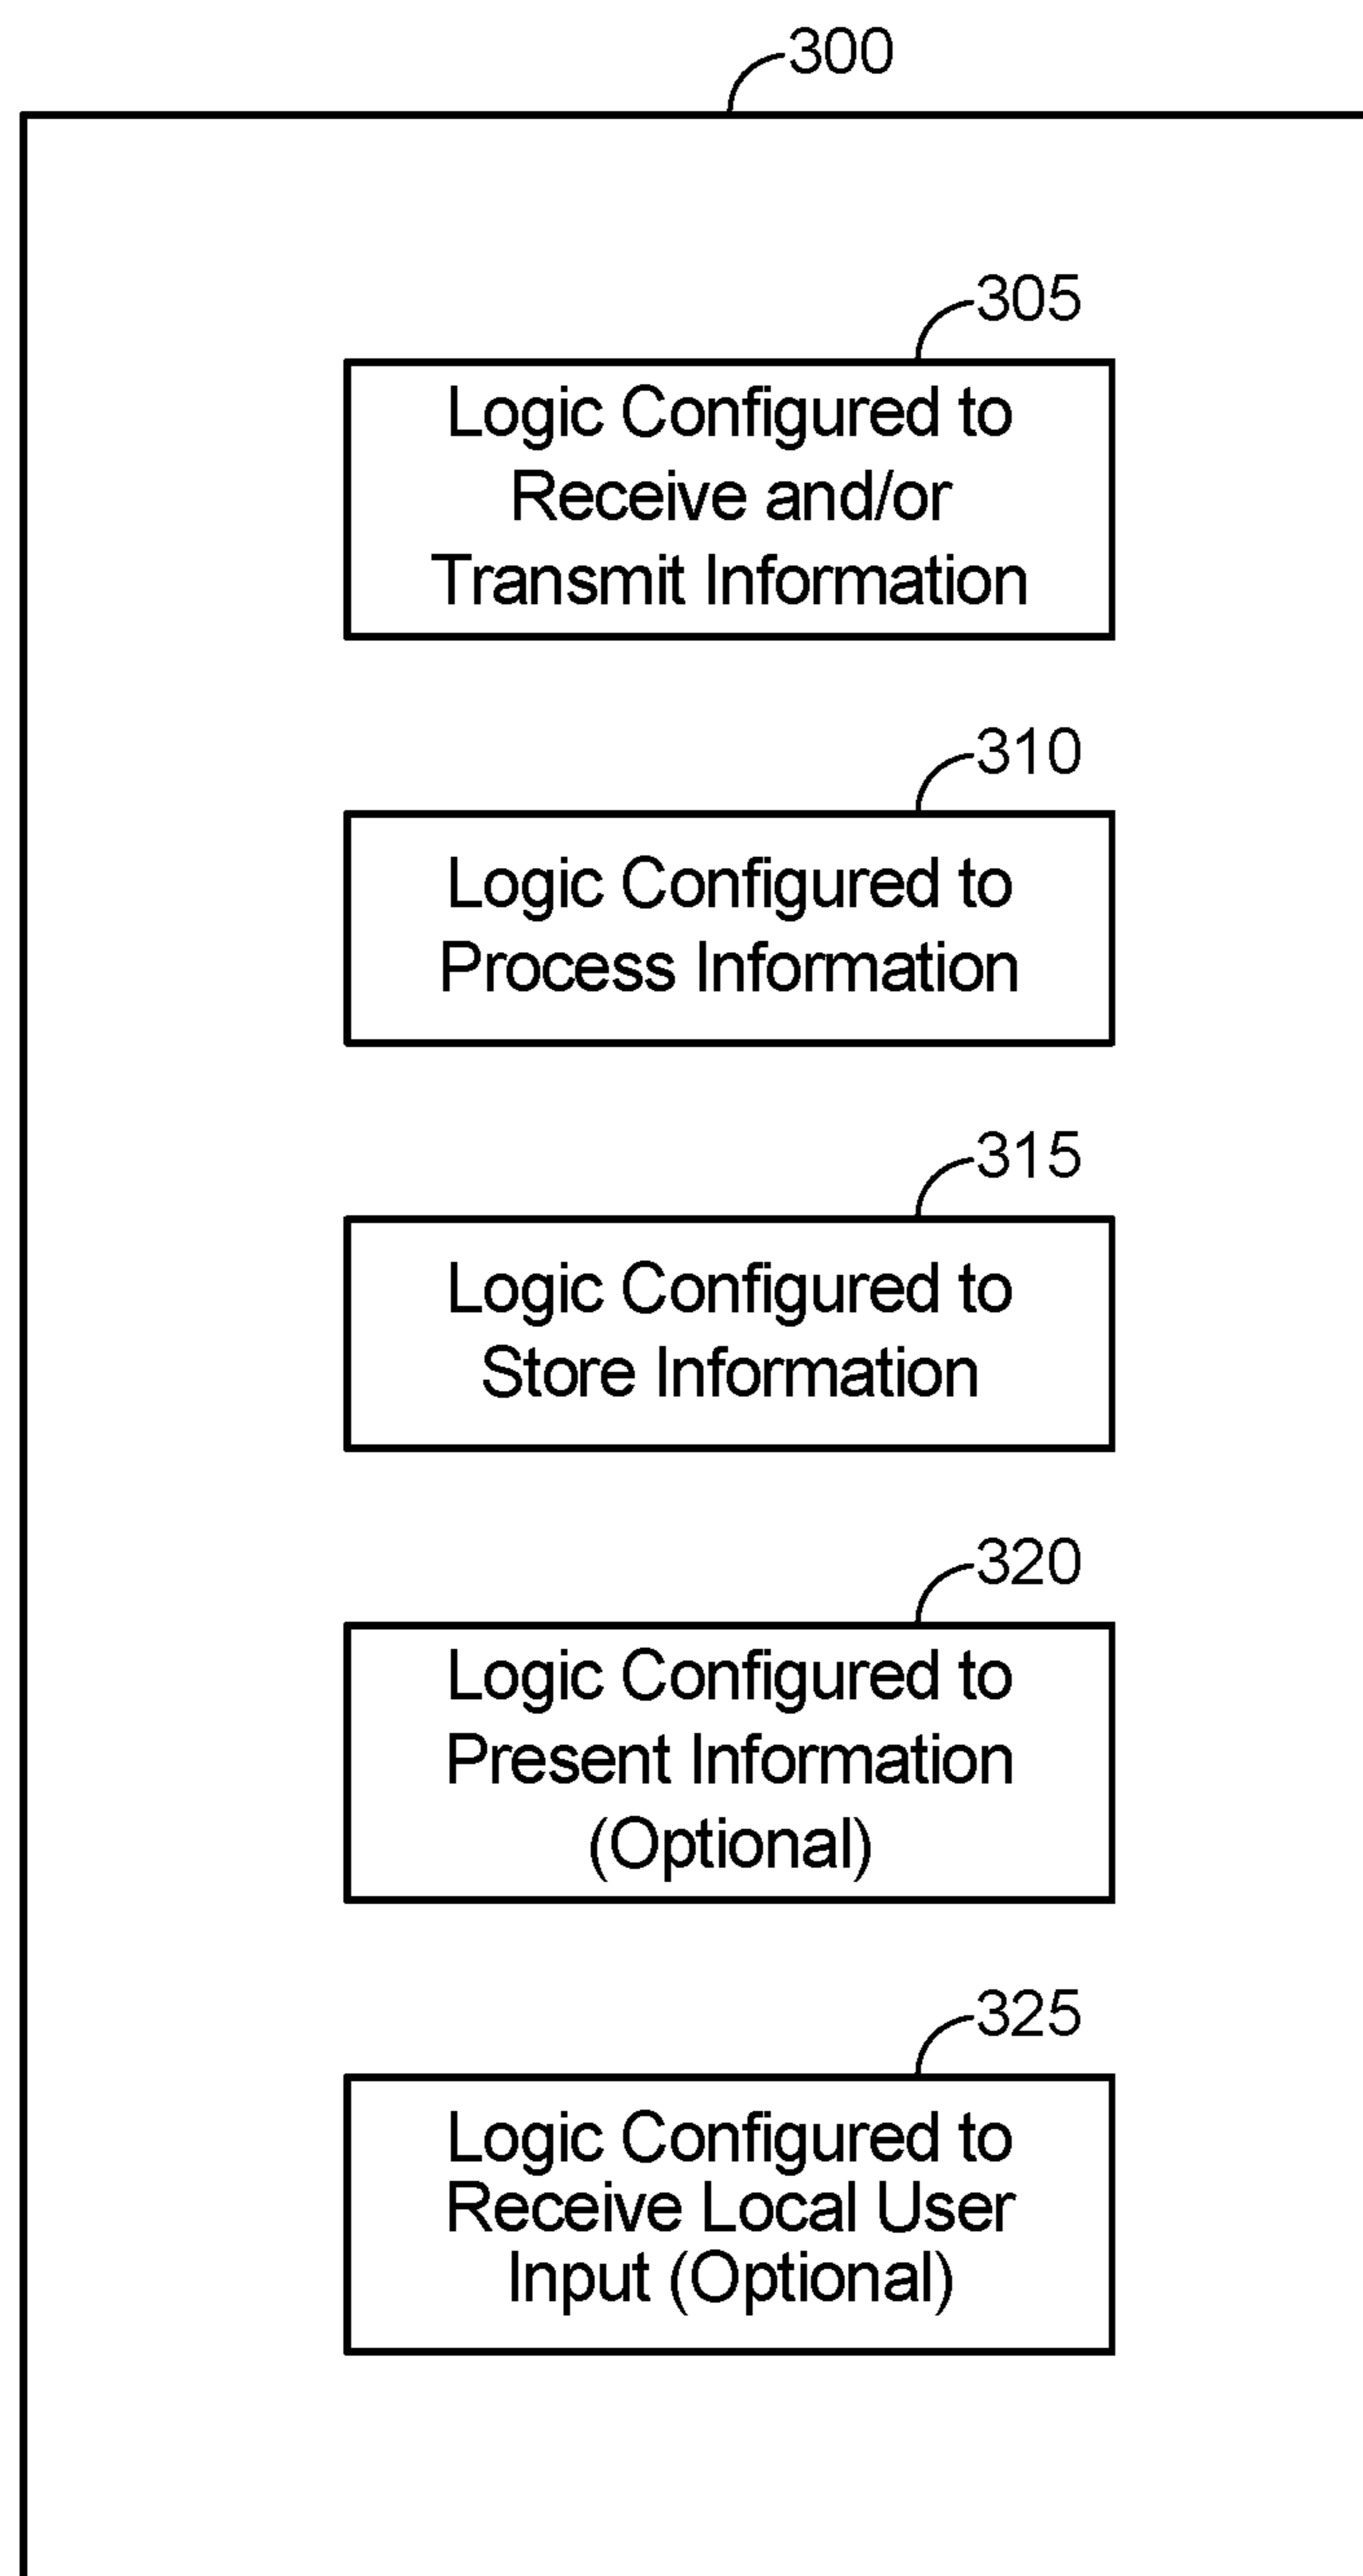 300
305
Logic Configured to
Receive and/or
Transmit Information
310
Logic Configured to
Process Information
315
Logic Configured to
Store Information
320
Logic Configured to
Present Information
(Optional)
325
Logic Configured to
Receive Local User
Input (Optional)